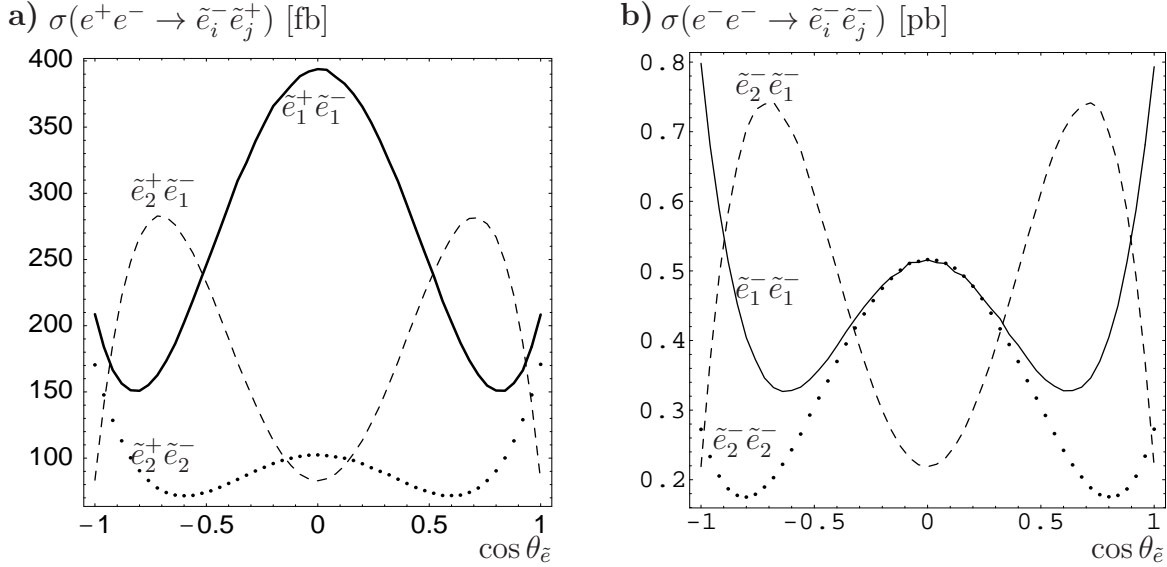 a) σ(e⁺e⁻ → ẽᵢ⁻ẽⱼ⁺) [fb]
400
350
300
250
200
150
100
ẽ₁⁺ẽ₁⁻
ẽ₂⁺ẽ₁⁻
ẽ₂⁺ẽ₂⁻
−1 −0.5 0 0.5 1
cos θ_ẽ
b) σ(e⁻e⁻ → ẽᵢ⁻ẽⱼ⁻) [pb]
0.8
0.7
0.6
0.5
0.4
0.3
0.2
ẽ₂⁻ẽ₁⁻
ẽ₁⁻ẽ₁⁻
ẽ₂⁻ẽ₂⁻
−1 −0.5 0 0.5 1
cos θ_ẽ